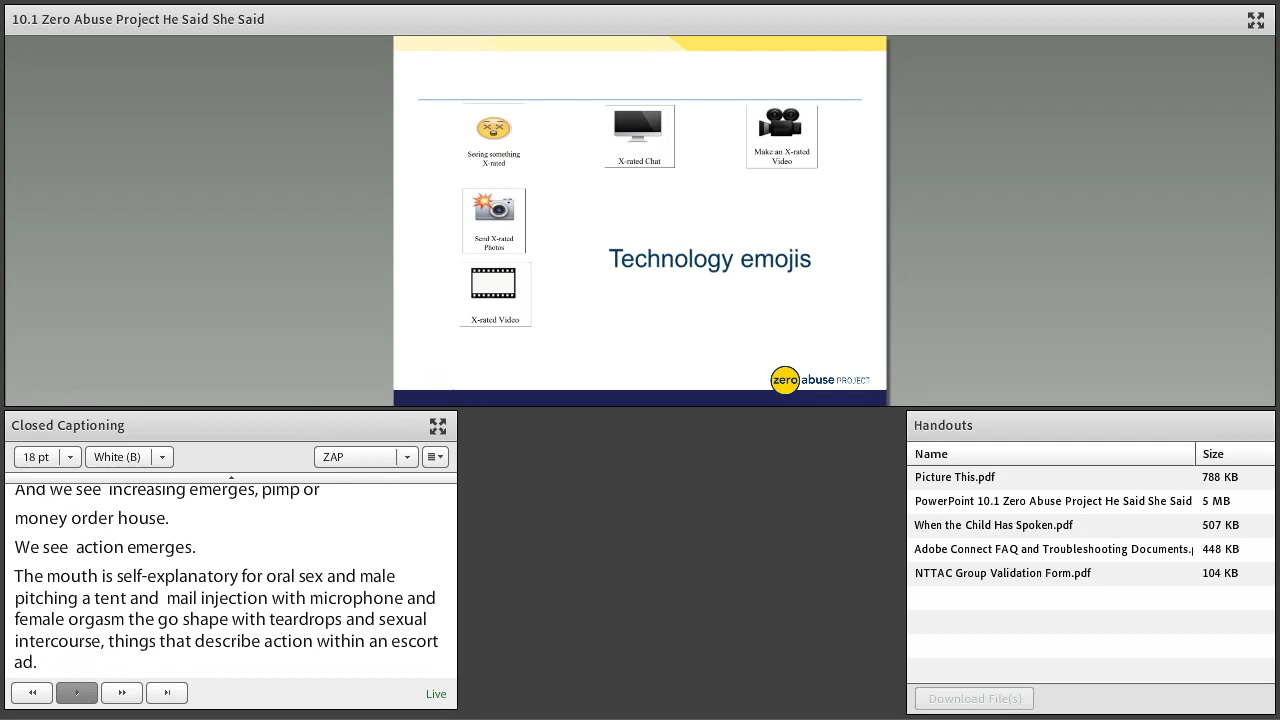 10.1 Zero Abuse Project He Said She Said
Seeing something
X-rated
X-rated Chat
Make an X-rated
Video
Send X-rated
Photos
Technology emojis
X-rated Video
zero abuse PROJECT
Closed Captioning
18 pt
White (B)
ZAP
And we see  increasing emerges, pimp or
money order house.
We see  action emerges.
The mouth is self-explanatory for oral sex and male
pitching a tent and  mail injection with microphone and
female orgasm the go shape with teardrops and sexual
intercourse, things that describe action within an escort
ad.
Live
Handouts
Name Size
Picture This.pdf 788 KB
PowerPoint 10.1 Zero Abuse Project He Said She Said 5 MB
When the Child Has Spoken.pdf 507 KB
Adobe Connect FAQ and Troubleshooting Documents.p 448 KB
NTTAC Group Validation Form.pdf 104 KB
Download File(s)